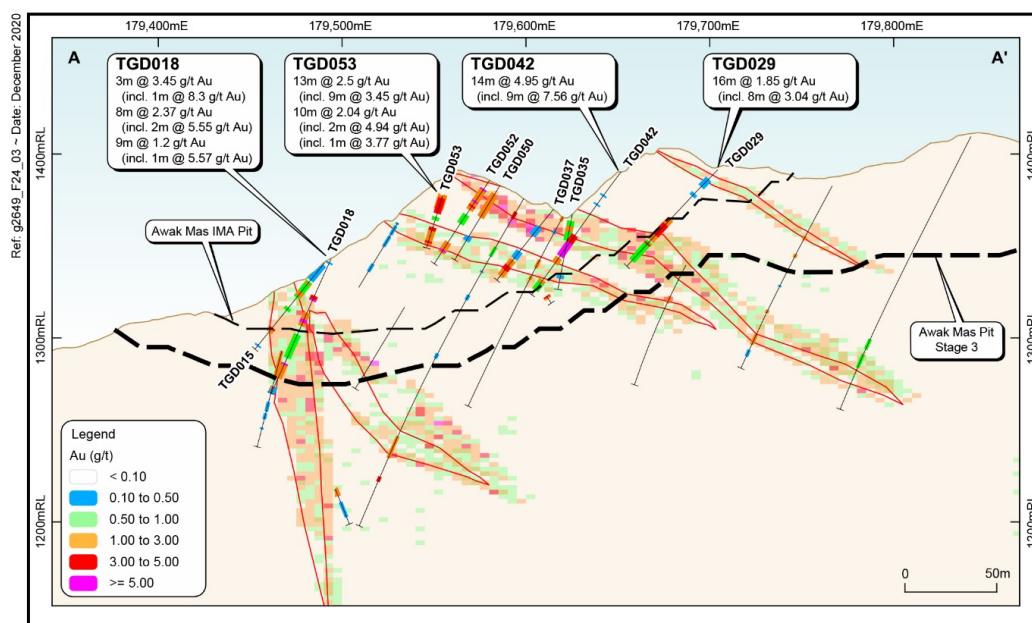 Ref: g2649_F24_03 ~ Date: December 2020
179,400mE
179,500mE
179,600mE
179,700mE
179,800mE
A
A'
TGD018
3m @ 3.45 g/t Au
(incl. 1m @ 8.3 g/t Au)
8m @ 2.37 g/t Au
(incl. 2m @ 5.55 g/t Au)
9m @ 1.2 g/t Au
(incl. 1m @ 5.57 g/t Au)
TGD053
13m @ 2.5 g/t Au
(incl. 9m @ 3.45 g/t Au)
10m @ 2.04 g/t Au
(incl. 2m @ 4.94 g/t Au)
(incl. 1m @ 3.77 g/t Au)
TGD042
14m @ 4.95 g/t Au
(incl. 9m @ 7.56 g/t Au)
TGD029
16m @ 1.85 g/t Au
(incl. 8m @ 3.04 g/t Au)
1400mRL
1400mRL
TGD053
TGD052
TGD050
TGD037
TGD035
TGD042
TGD029
TGD018
Awak Mas IMA Pit
1300mRL
1300mRL
TGD015
Awak Mas Pit
Stage 3
Legend
Au (g/t)
< 0.10
0.10 to 0.50
0.50 to 1.00
1.00 to 3.00
3.00 to 5.00
>= 5.00
1200mRL
1200mRL
0
50m